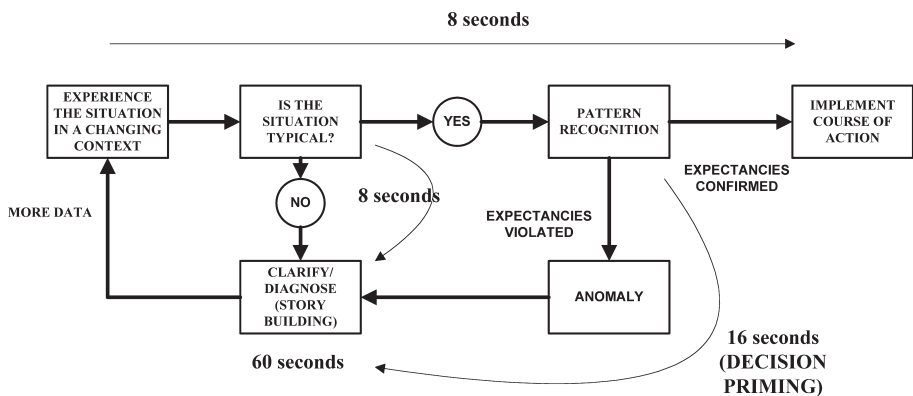 8 seconds
EXPERIENCE
THE SITUATION
IN A CHANGING
CONTEXT
IS THE
SITUATION
TYPICAL?
YES
PATTERN
RECOGNITION
IMPLEMENT
COURSE OF
ACTION
EXPECTANCIES
CONFIRMED
NO
8 seconds
MORE DATA
EXPECTANCIES
VIOLATED
CLARIFY/
DIAGNOSE
(STORY
BUILDING)
ANOMALY
60 seconds
16 seconds
(DECISION
PRIMING)